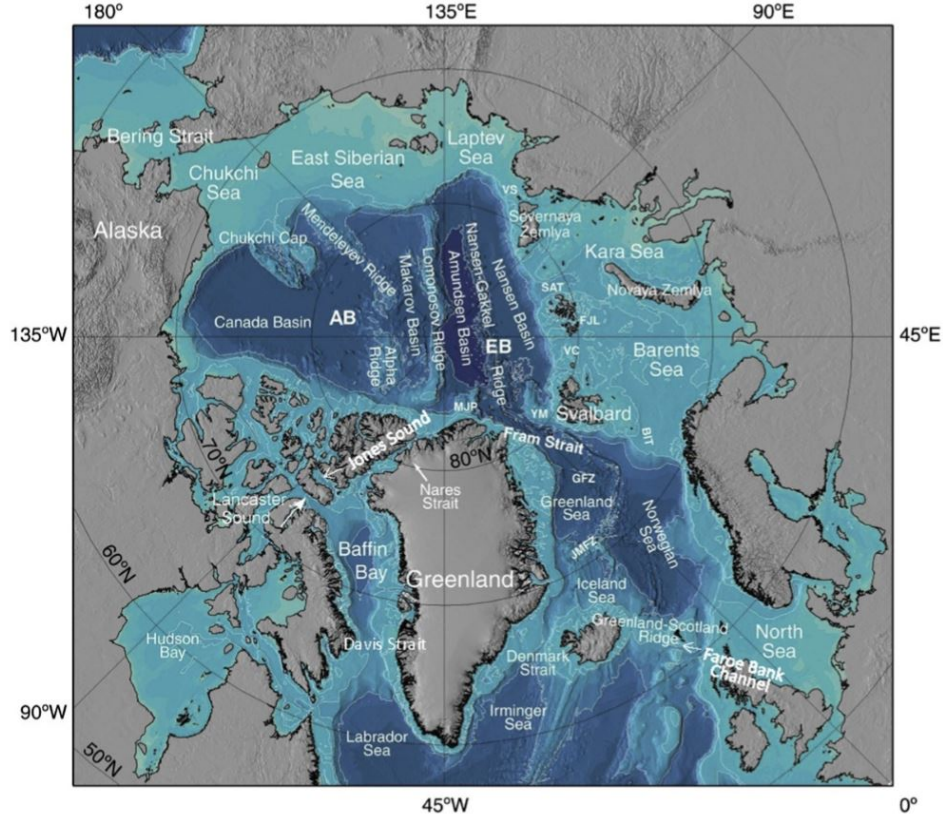 180°
135°E
90°E
Bering Strait
Laptev
Sea
East Siberian
Sea
Chukchi
Sea
VS
Severnaya
Zemlya
Alaska
Chukchi Cap
Mendeleyev Ridge
Kara Sea
Makarov Basin
Lomonosov Ridge
Amundsen Basin
Nansen-Gakkel
Ridge
Nansen Basin
SAT
Novaya Zemlya
FJL
Canada Basin
AB
135°W
EB
45°E
VC
Barents
Sea
Alpha
Ridge
MJP
YM
Svalbard
Jones Sound
Fram Strait
BIT
70°N
80°N
Nares
Strait
GFZ
Lancaster
Sound
Greenland
Sea
Norwegian
Sea
JMFZ
Baffin
Bay
60°N
Greenland
Iceland
Sea
Greenland-Scotland
Ridge
Hudson
Bay
Davis Strait
North
Sea
Denmark
Strait
Faroe Bank
Channel
90°W
Irminger
Sea
Labrador
Sea
50°N
45°W
0°